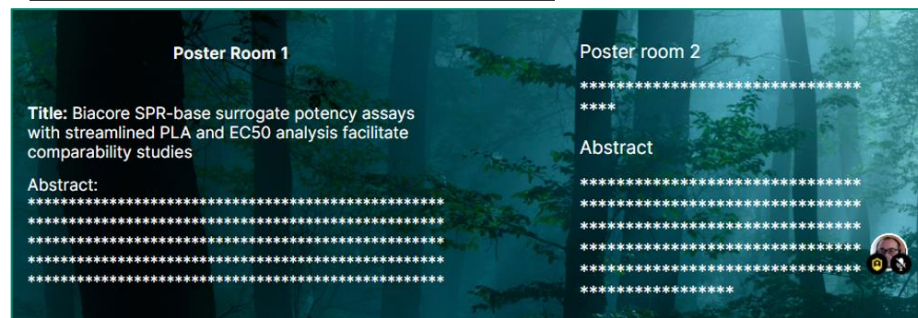 Poster Room 1
Title: Biacore SPR-base surrogate potency assays
with streamlined PLA and EC50 analysis facilitate
comparability studies
Abstract:
***************************************************
***************************************************
***************************************************
***************************************************
***************************************************
Poster room 2
*******************************
****
Abstract
*******************************
*******************************
*******************************
*******************************
*******************************
*****************